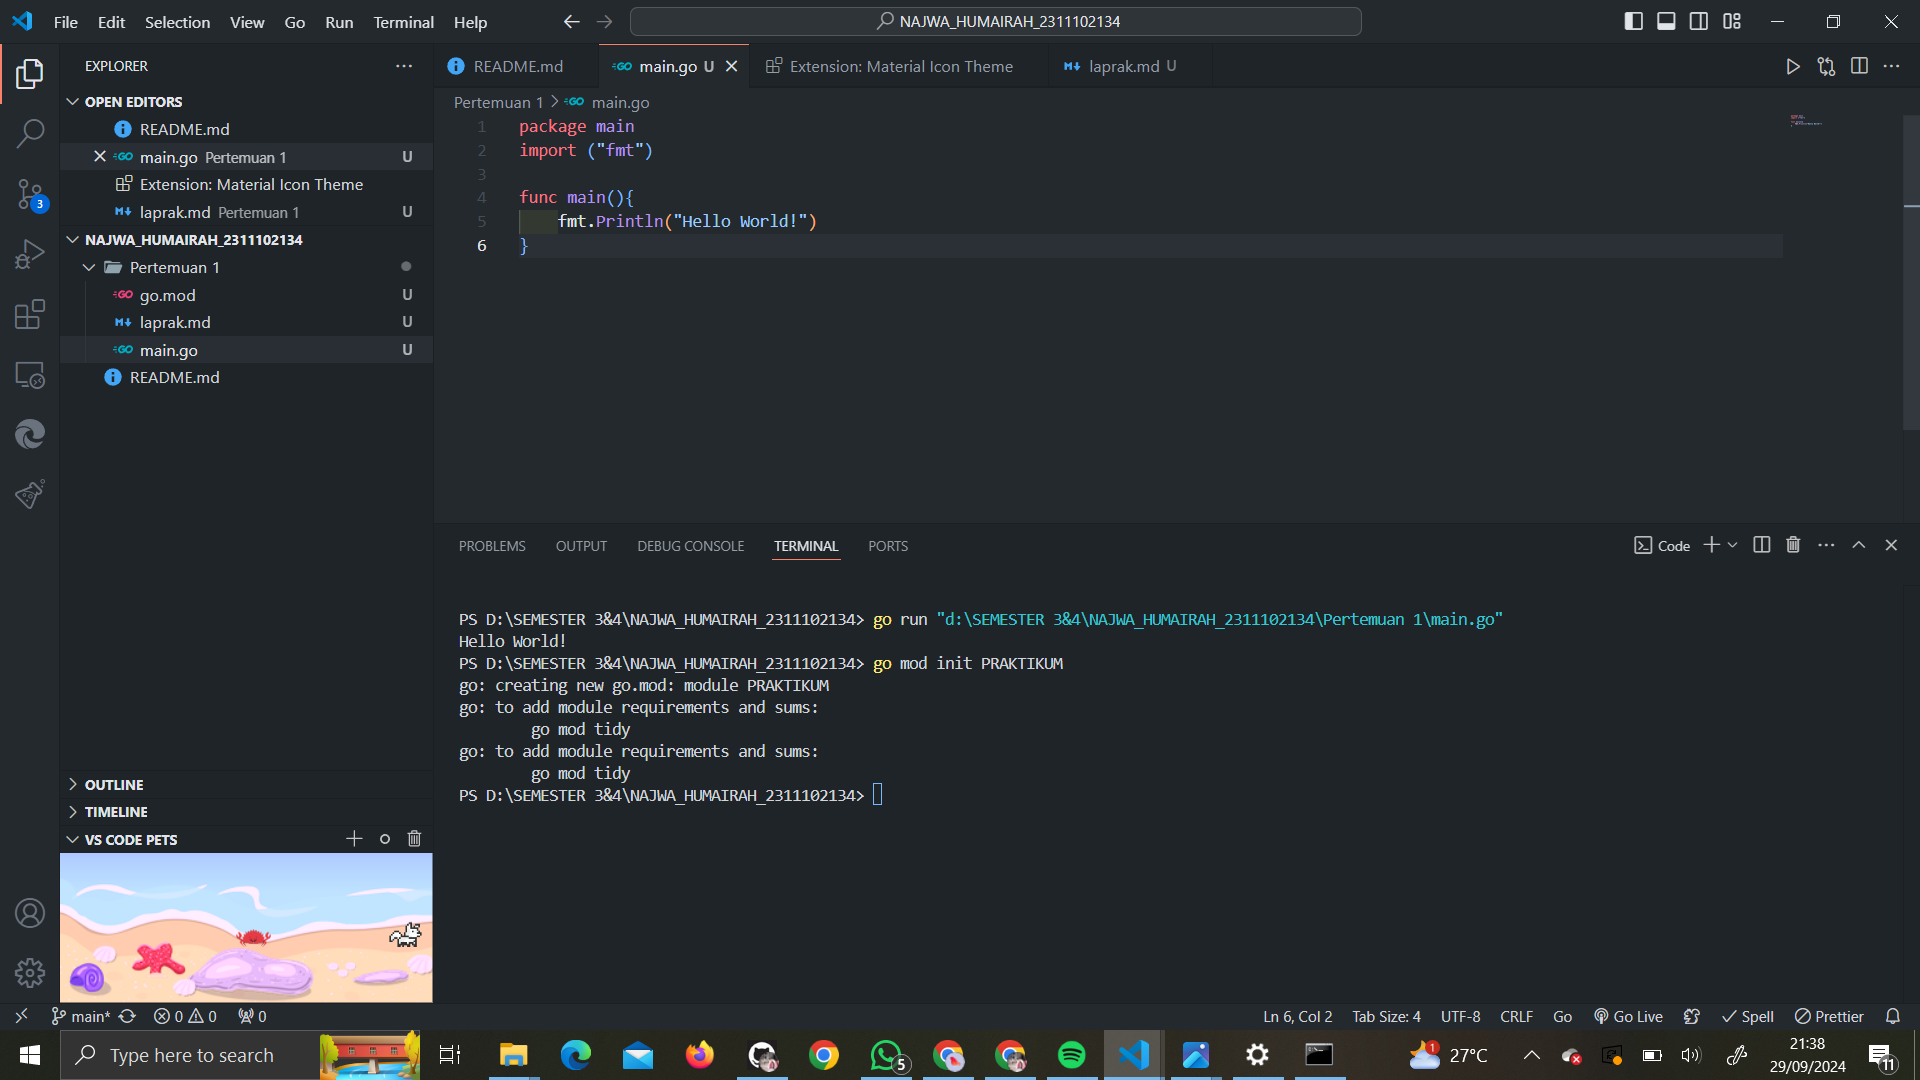 File Edit Selection View Go Run Terminal Help
NAJWA_HUMAIRAH_2311102134
EXPLORER
OPEN EDITORS
README.md
main.go Pertemuan 1 U
Extension: Material Icon Theme
laprak.md Pertemuan 1 U
NAJWA_HUMAIRAH_2311102134
Pertemuan 1
go.mod U
laprak.md U
main.go U
README.md
OUTLINE
TIMELINE
VS CODE PETS
README.md
main.go U
Extension: Material Icon Theme
laprak.md U
Pertemuan 1 > main.go
1 package main
2 import ("fmt")
3
4 func main(){
5 fmt.Println("Hello World!")
6 }
PROBLEMS OUTPUT DEBUG CONSOLE TERMINAL PORTS
Code
PS D:\SEMESTER 3&4\NAJWA_HUMAIRAH_2311102134> go run "d:\SEMESTER 3&4\NAJWA_HUMAIRAH_2311102134\Pertemuan 1\main.go"
Hello World!
PS D:\SEMESTER 3&4\NAJWA_HUMAIRAH_2311102134> go mod init PRAKTIKUM
go: creating new go.mod: module PRAKTIKUM
go: to add module requirements and sums:
go mod tidy
go: to add module requirements and sums:
go mod tidy
PS D:\SEMESTER 3&4\NAJWA_HUMAIRAH_2311102134>
3
main* 0 0 0
Ln 6, Col 2 Tab Size: 4 UTF-8 CRLF Go Go Live Spell Prettier
Type here to search
5
1
27°C
21:38
29/09/2024
11